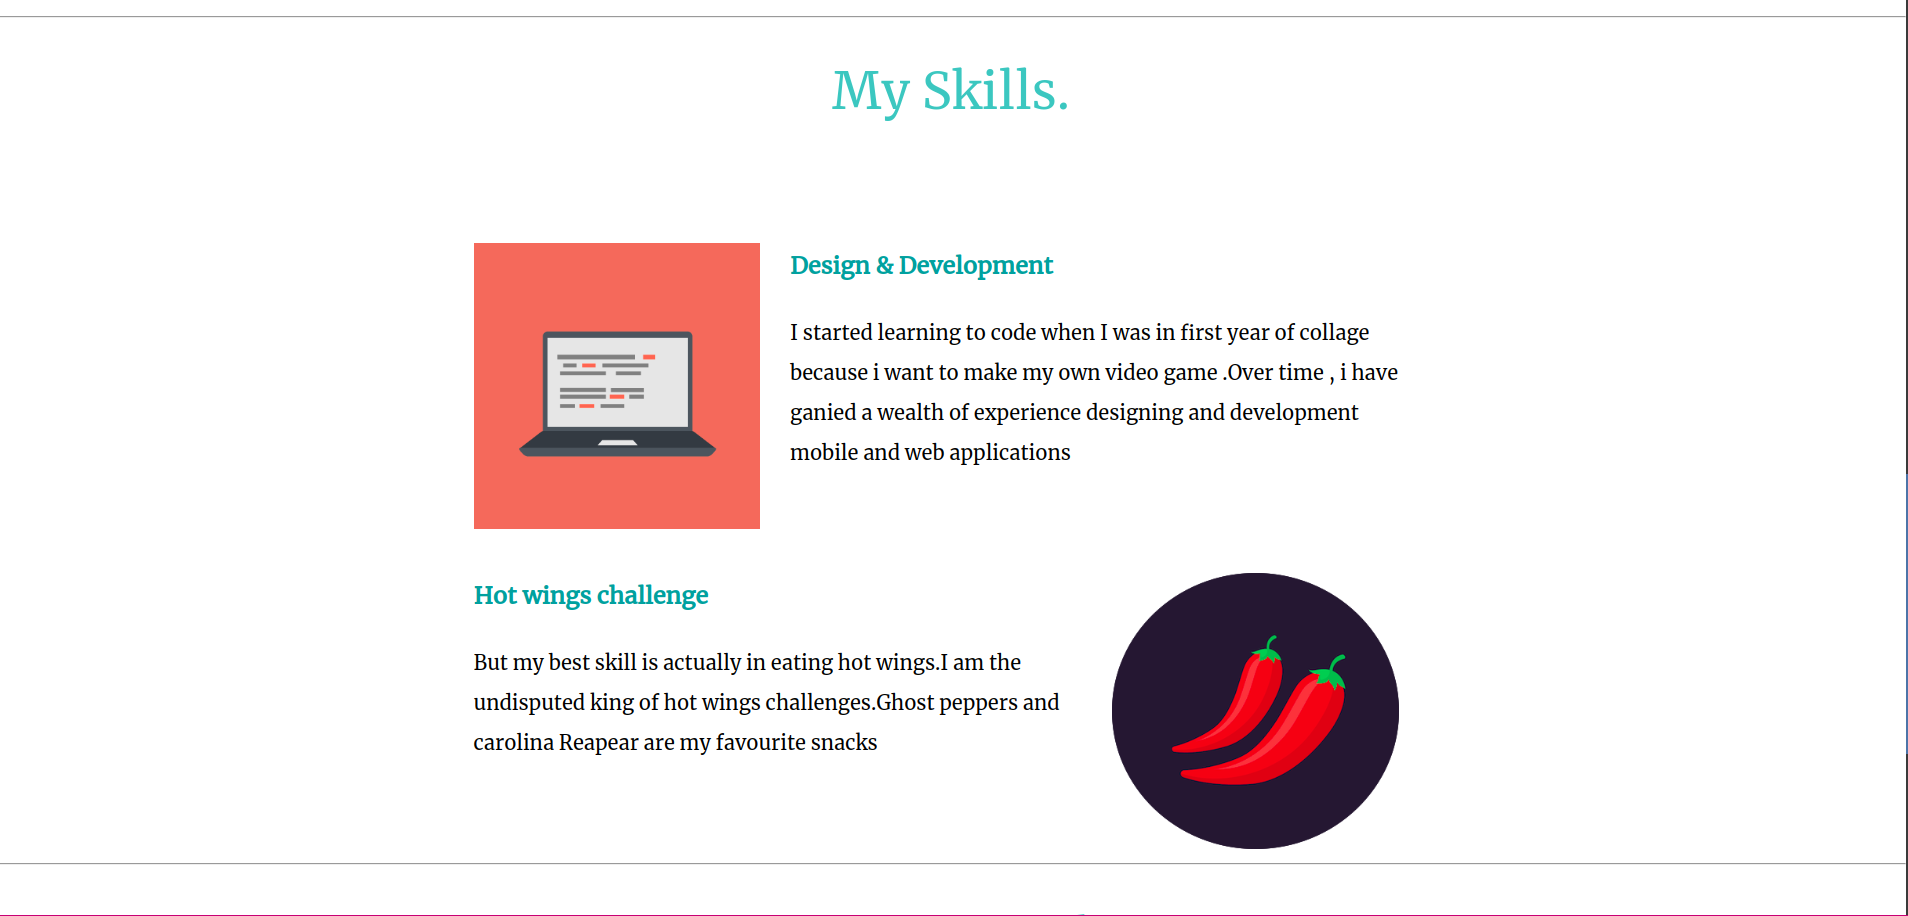 My Skills.
Design & Development
I started learning to code when I was in first year of collage
because i want to make my own video game .Over time , i have
ganied a wealth of experience designing and development
mobile and web applications
Hot wings challenge
But my best skill is actually in eating hot wings.I am the
undisputed king of hot wings challenges.Ghost peppers and
carolina Reapear are my favourite snacks